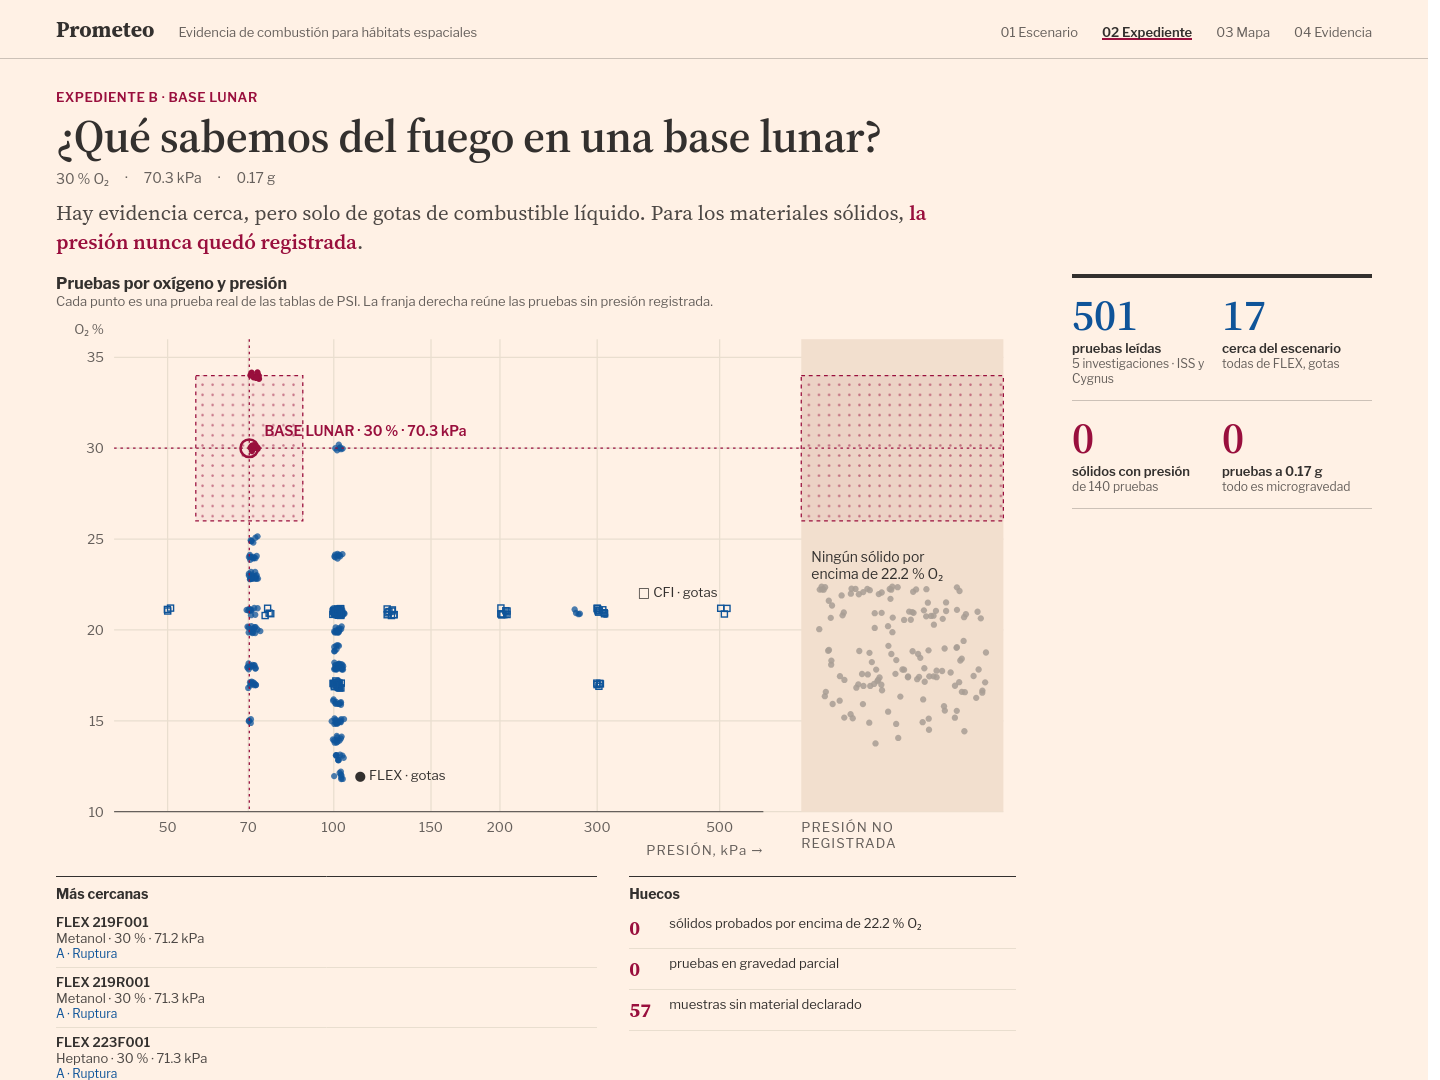 Prometeo
Evidencia de combustión para hábitats espaciales
01 Escenario
02 Expediente
03 Mapa
04 Evidencia
EXPEDIENTE B · BASE LUNAR
¿Qué sabemos del fuego en una base lunar?
30 % O₂ · 70.3 kPa · 0.17 g
Hay evidencia cerca, pero solo de gotas de combustible líquido. Para los materiales sólidos, la
presión nunca quedó registrada.
Pruebas por oxígeno y presión
Cada punto es una prueba real de las tablas de PSI. La franja derecha reúne las pruebas sin presión registrada.
O₂ %
35
30
25
20
15
10
BASE LUNAR · 30 % · 70.3 kPa
CFI · gotas
FLEX · gotas
Ningún sólido por
encima de 22.2 % O₂
50
70
100
150
200
300
500
PRESIÓN, kPa →
PRESIÓN NO
REGISTRADA
501
pruebas leídas
5 investigaciones · ISS y
Cygnus
17
cerca del escenario
todas de FLEX, gotas
0
sólidos con presión
de 140 pruebas
0
pruebas a 0.17 g
todo es microgravedad
Más cercanas
FLEX 219F001
Metanol · 30 % · 71.2 kPa
A · Ruptura
FLEX 219R001
Metanol · 30 % · 71.3 kPa
A · Ruptura
FLEX 223F001
Heptano · 30 % · 71.3 kPa
A · Ruptura
Huecos
0 sólidos probados por encima de 22.2 % O₂
0 pruebas en gravedad parcial
57 muestras sin material declarado